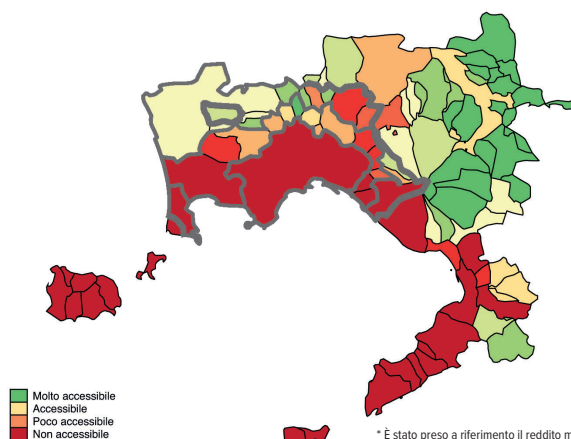 Molto accessibile
Accessibile
Poco accessibile
Non accessibile
* È stato preso a riferimento il reddito m